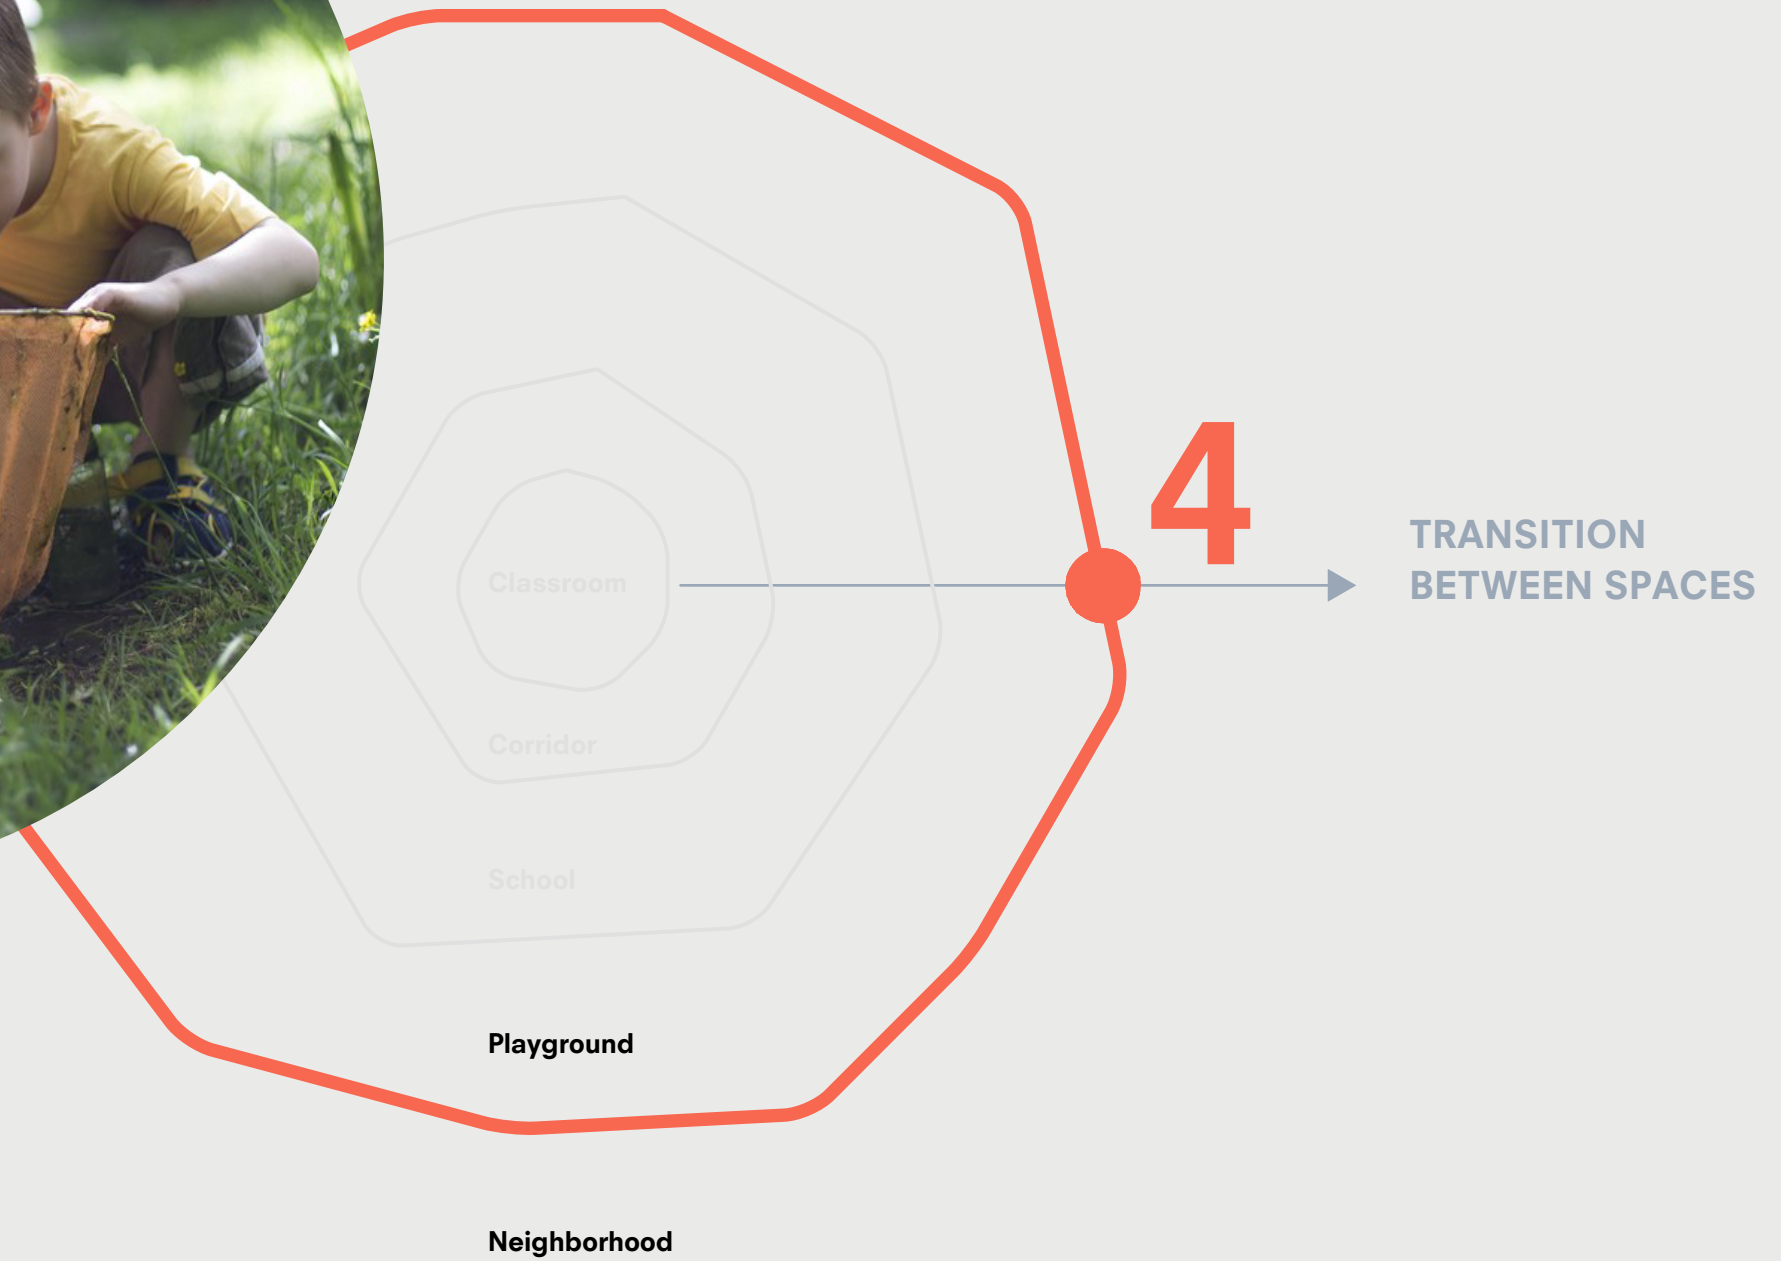 4
TRANSITION
BETWEEN SPACES
Classroom
Corridor
School
Playground
Neighborhood